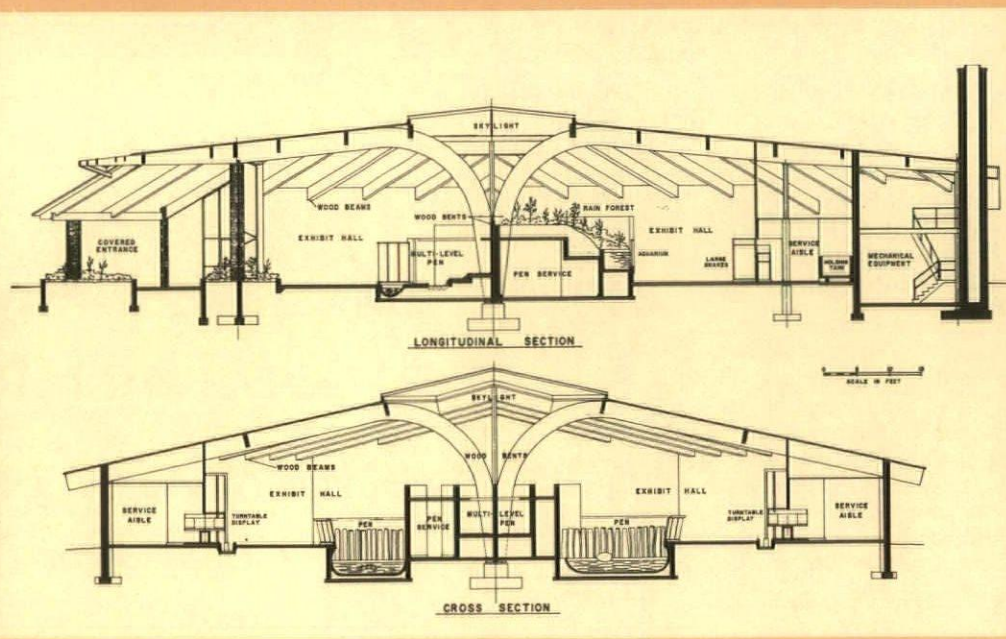 SKYLIGHT
WOOD BEAMS
WOOD BENTS
RAIN FOREST
COVERED
ENTRANCE
EXHIBIT HALL
MULTI-LEVEL
PEN
PEN SERVICE
AQUARIUM
EXHIBIT HALL
LARGE
SNAKES
SERVICE
AISLE
HOLDING
TANK
MECHANICAL
EQUIPMENT
LONGITUDINAL SECTION
SCALE IN FEET
SKYLIGHT
WOOD BENTS
WOOD BEAMS
EXHIBIT HALL
EXHIBIT HALL
SERVICE
AISLE
TURNTABLE
DISPLAY
PEN
PEN
SERVICE
MULTI-LEVEL
PEN
PEN
TURNTABLE
DISPLAY
SERVICE
AISLE
CROSS SECTION